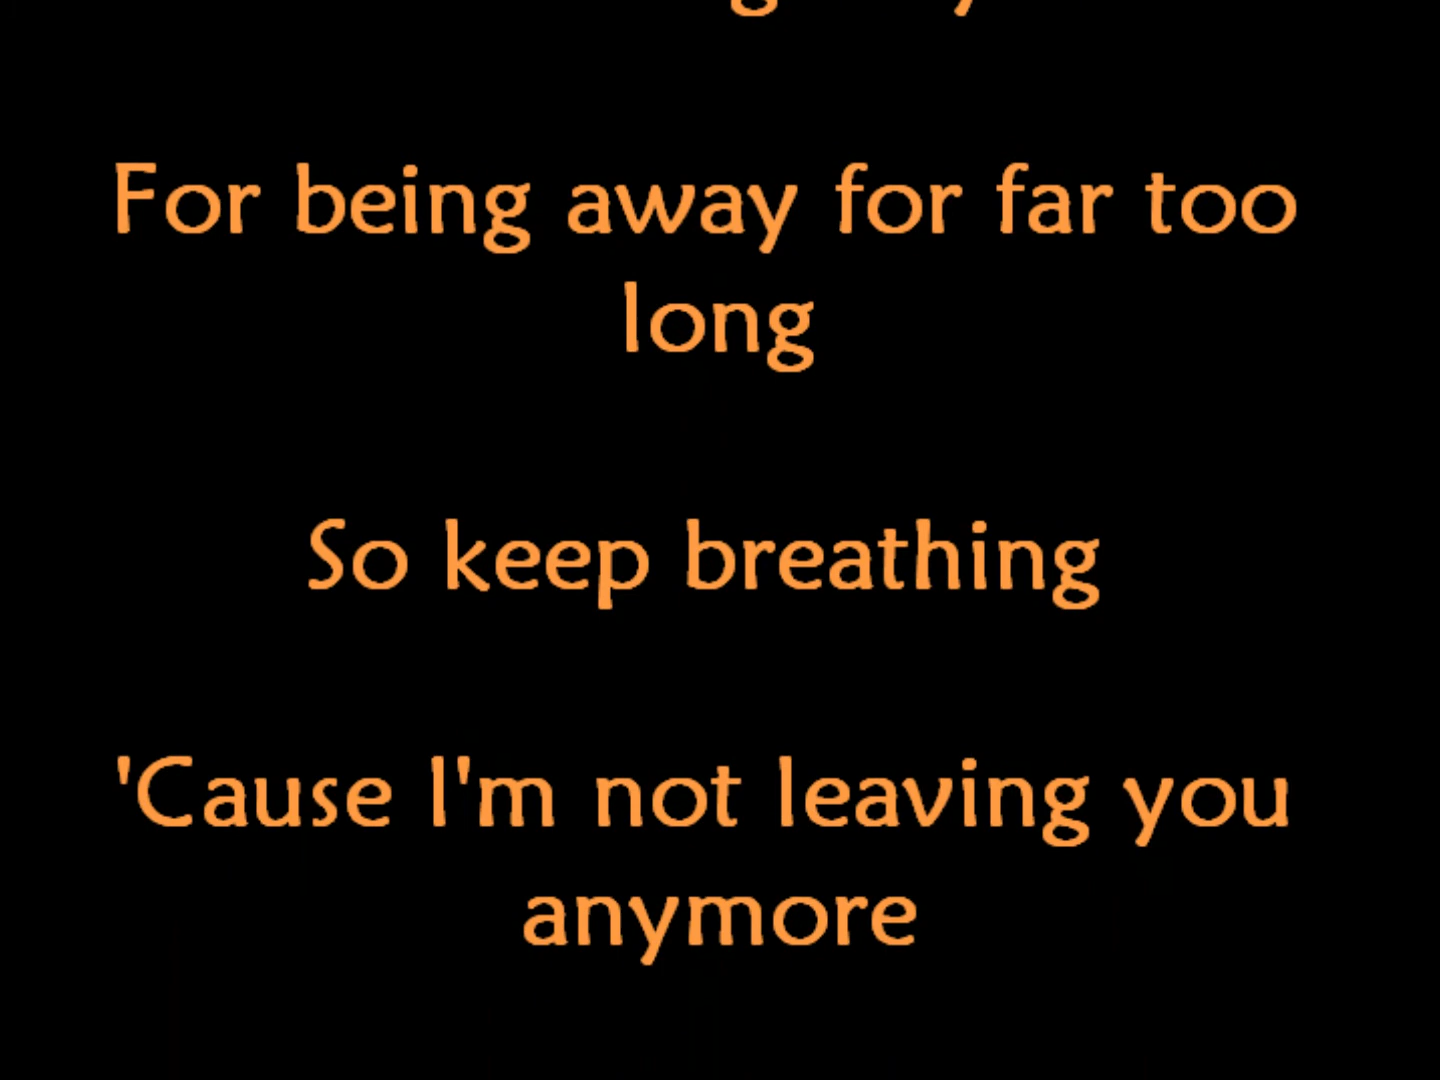 For being away for far too
long
So keep breathing
'Cause I'm not leaving you
anymore